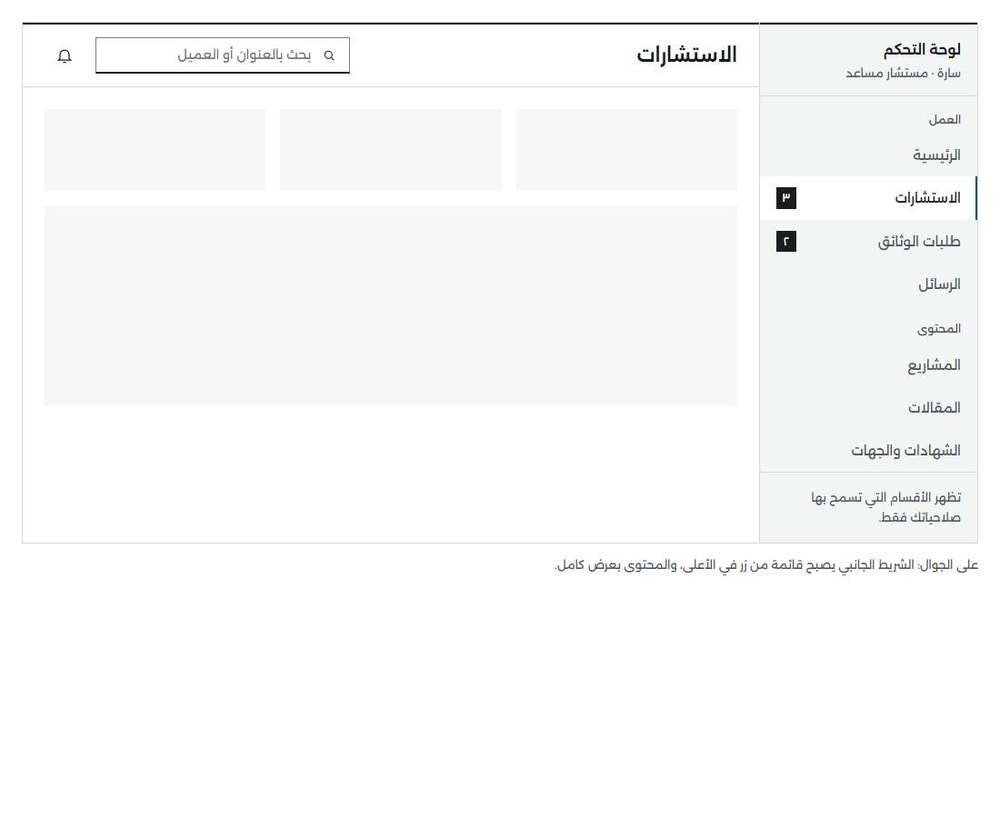 لوحة التحكم
سارة · مستشار مساعد
العمل
الرئيسية
الاستشارات ٣
طلبات الوثائق ٢
الرسائل
المحتوى
المشاريع
المقالات
الشهادات والجهات
تظهر الأقسام التي تسمح بها
صلاحياتك فقط.
الاستشارات
بحث بالعنوان أو العميل
على الجوال: الشريط الجانبي يصبح قائمة من زر في الأعلى، والمحتوى بعرض كامل.